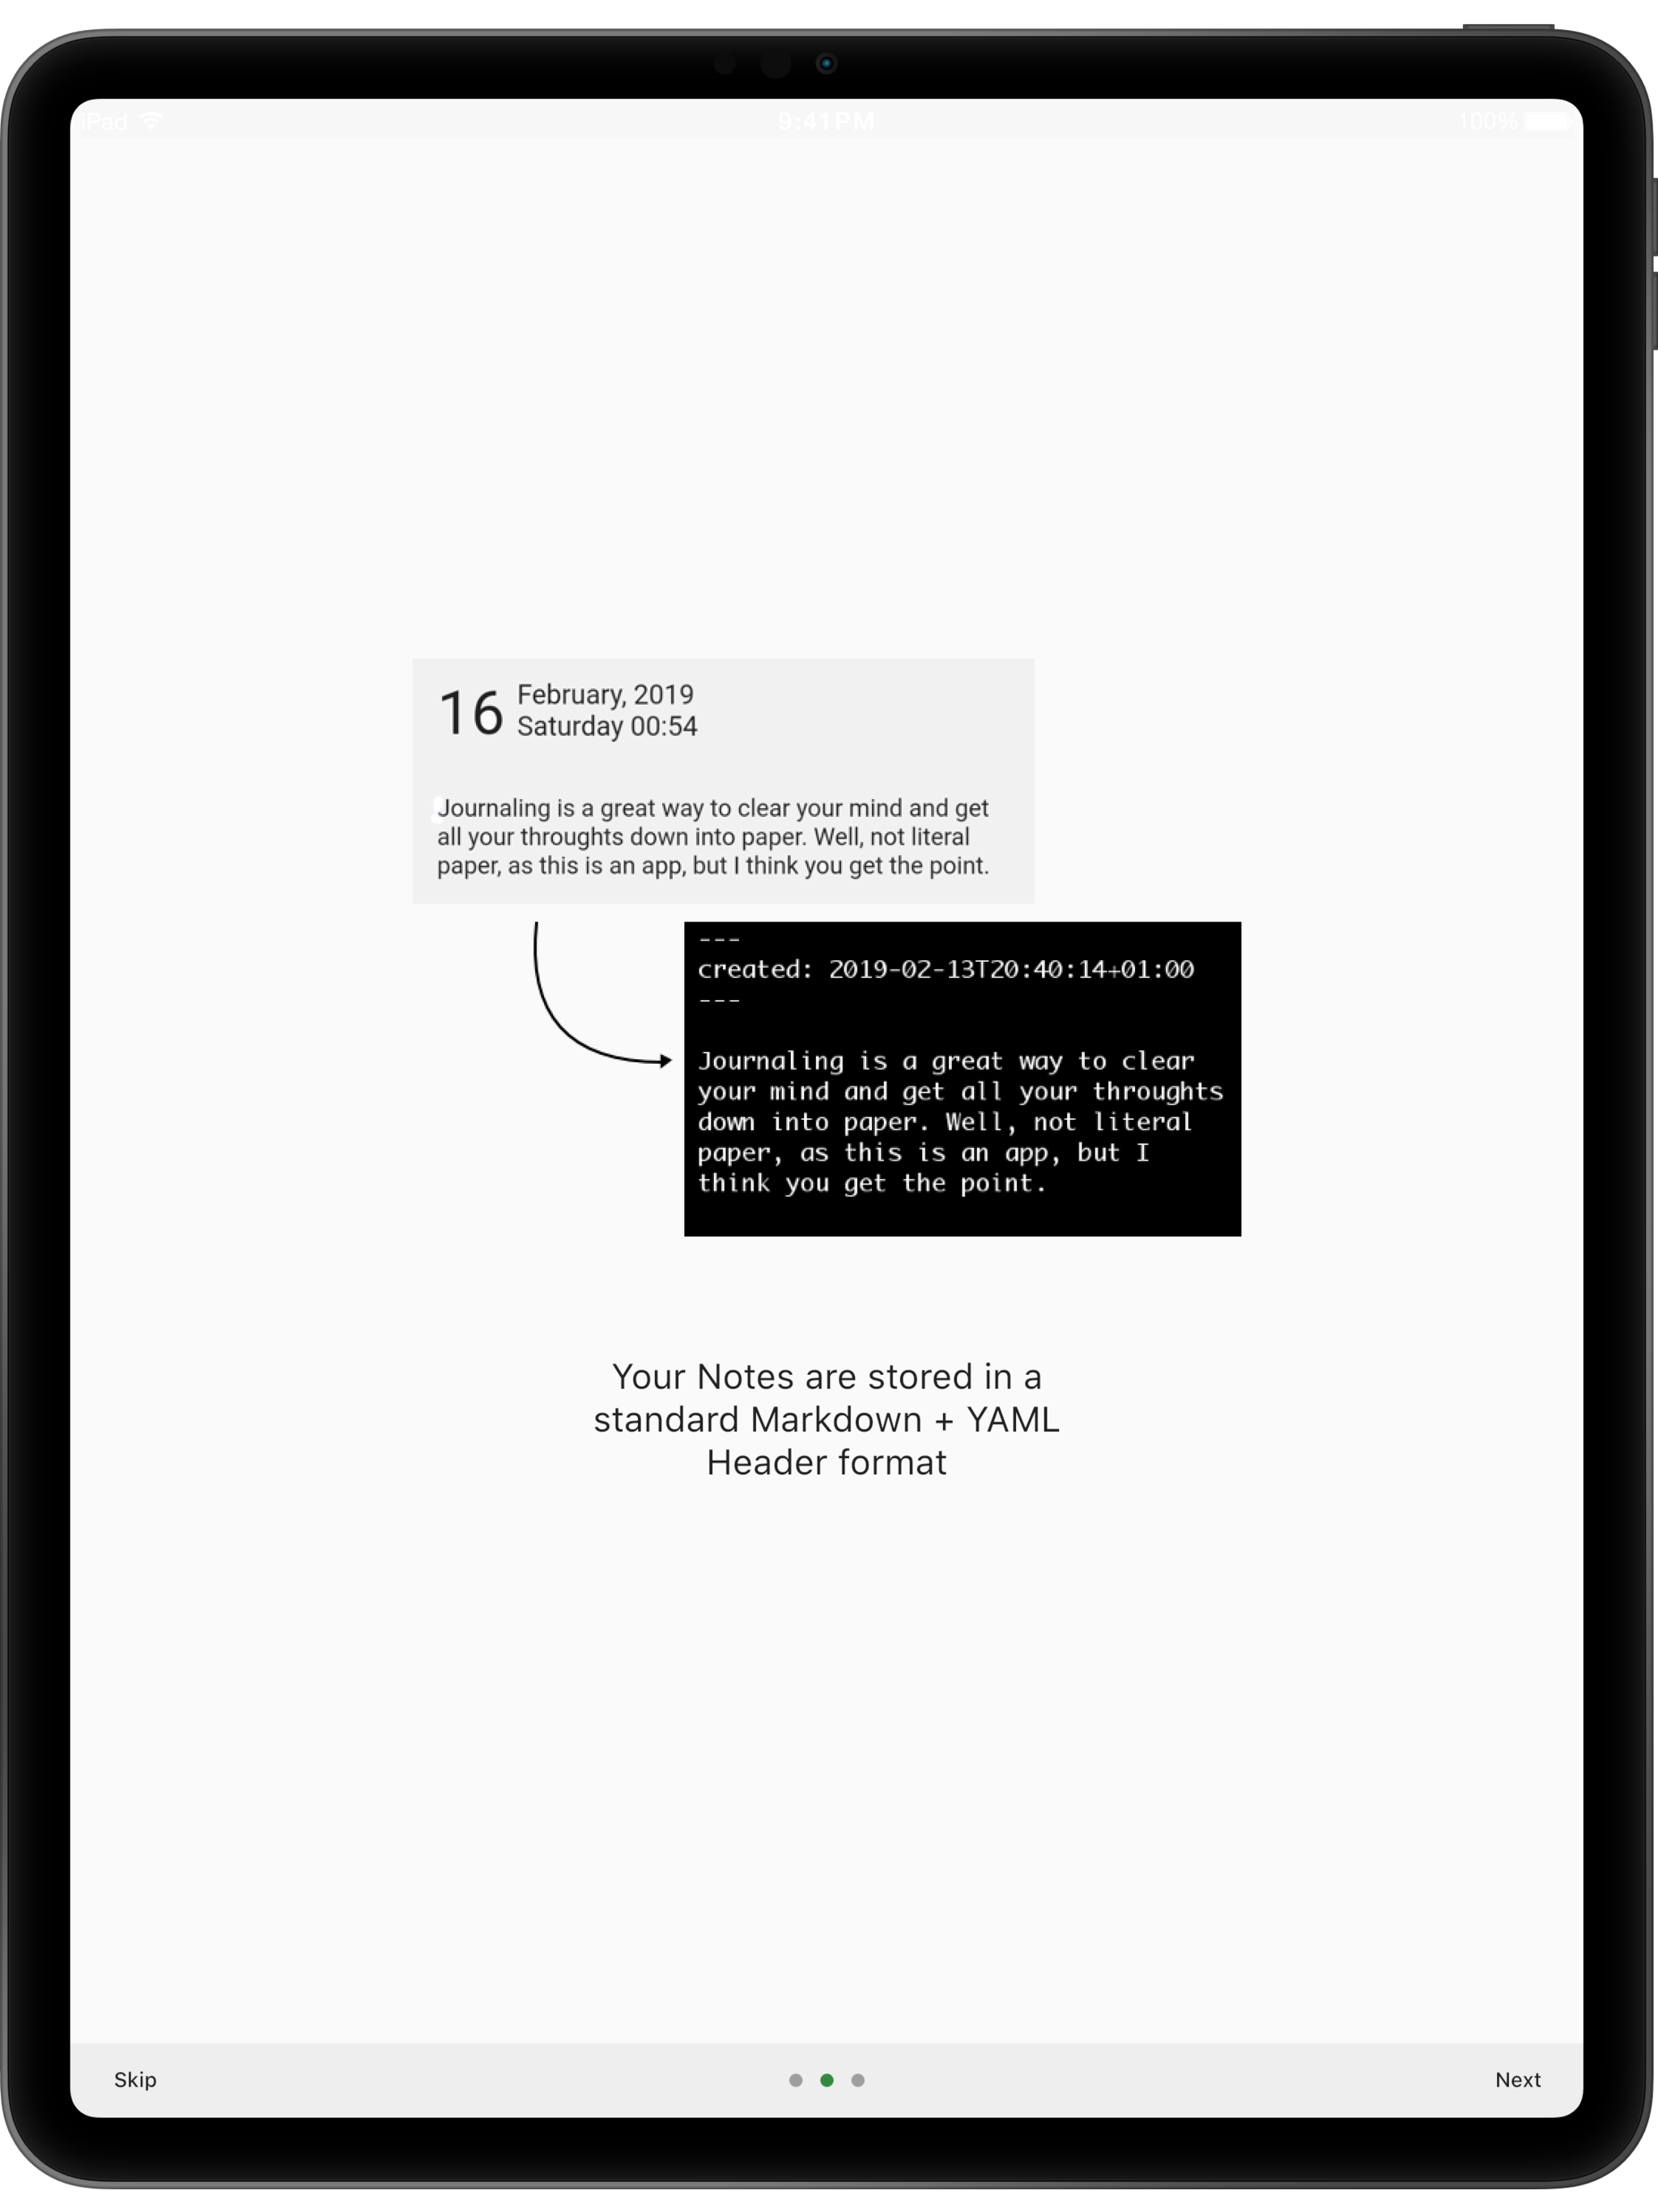 iPad
9:41 PM
100%
16
February, 2019
Saturday 00:54
Journaling is a great way to clear your mind and get
all your throughts down into paper. Well, not literal
paper, as this is an app, but I think you get the point.
---
created: 2019-02-13T20:40:14+01:00
---
Journaling is a great way to clear
your mind and get all your throughts
down into paper. Well, not literal
paper, as this is an app, but I
think you get the point.
Your Notes are stored in a
standard Markdown + YAML
Header format
Skip
Next